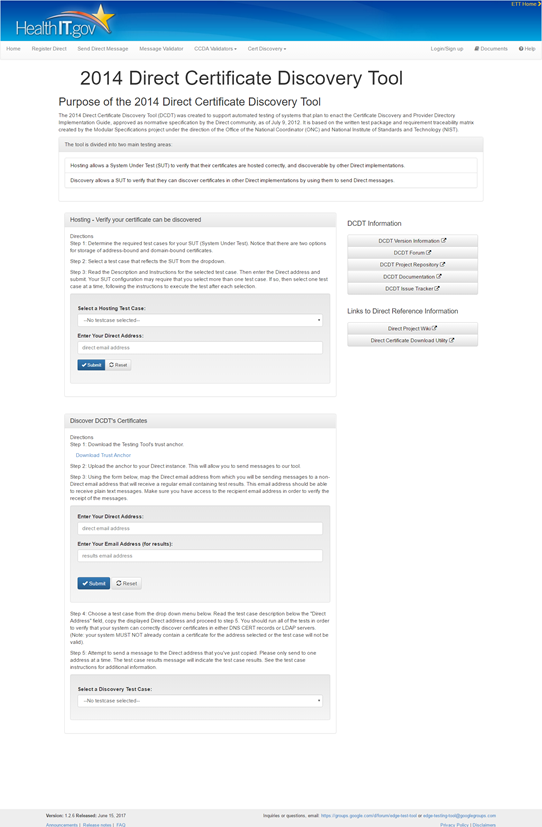 ETT Home
HealthIT.gov
Home Register Direct Send Direct Message Message Validator CCDA Validators Cert Discovery Login/Sign up Documents Help
2014 Direct Certificate Discovery Tool
Purpose of the 2014 Direct Certificate Discovery Tool
The 2014 Direct Certificate Discovery Tool (DCDT) was created to support automated testing of systems that plan to enact the Certificate Discovery and Provider Directory
Implementation Guide, approved as normative specification by the Direct community, as of July 9, 2012. It is based on the written test package and requirement traceability matrix
created by the Modular Specifications project under the direction of the Office of the National Coordinator (ONC) and National Institute of Standards and Technology (NIST).
The tool is divided into two main testing areas:
Hosting allows a System Under Test (SUT) to verify that their certificates are hosted correctly, and discoverable by other Direct implementations.
Discovery allows a SUT to verify that they can discover certificates in other Direct implementations by using them to send Direct messages.
Hosting - Verify your certificate can be discovered
Directions
Step 1: Determine the required test cases for your SUT (System Under Test). Notice that there are two options
for storage of address-bound and domain-bound certificates.
Step 2: Select a test case that reflects the SUT from the dropdown.
Step 3: Read the Description and Instructions for the selected test case. Then enter the Direct address and
submit. Your SUT configuration may require that you select more than one test case. If so, then select one test
case at a time, following the instructions to execute the test after each selection.
Select a Hosting Test Case:
--No testcase selected--
Enter Your Direct Address:
direct email address
Submit Reset
DCDT Information
DCDT Version Information
DCDT Forum
DCDT Project Repository
DCDT Documentation
DCDT Issue Tracker
Links to Direct Reference Information
Direct Project Wiki
Direct Certificate Download Utility
Discover DCDT's Certificates
Directions
Step 1: Download the Testing Tool's trust anchor
Download Trust Anchor
Step 2: Upload the anchor to your Direct instance. This will allow you to send messages to our tool.
Step 3: Using the form below, map the Direct email address from which you will be sending messages to a non-
Direct email address that will receive a regular email containing test results. This email address should be able
to receive plain text messages. Make sure you have access to the recipient email address in order to verify the
receipt of the messages.
Enter Your Direct Address:
direct email address
Enter Your Email Address (for results):
results email address
Submit Reset
Step 4: Choose a test case from the drop down menu below. Read the test case description below the "Direct
Address" field, copy the displayed Direct address and proceed to step 5. You should run all of the tests in order
to verify that your system can correctly discover certificates in either DNS CERT records or LDAP servers.
(Note: your system MUST NOT already contain a certificate for the address selected or the test case will not be
valid).
Step 5: Attempt to send a message to the Direct address that you've just copied. Please only send to one
address at a time. The test case results message will indicate the test case results. See the test case
instructions for additional information.
Select a Discovery Test Case:
--No testcase selected--
Version: 1.2.6 Released: June 15, 2017
Inquiries or questions, email: https://groups.google.com/d/forum/edge-test-tool or edge-testing-tool@googlegroups.com
Announcements | Release notes | FAQ
Privacy Policy | Disclaimers